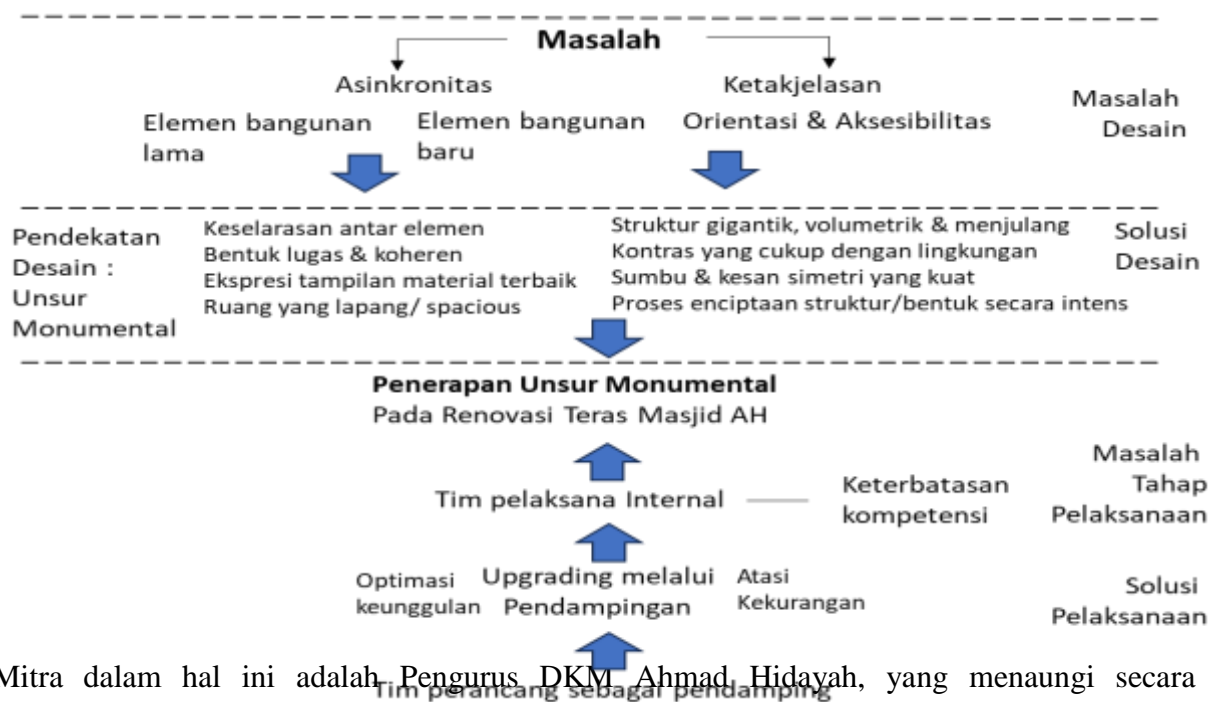 Masalah
Asinkronitas
Ketakjelasan
Elemen bangunan lama
Elemen bangunan baru
Orientasi & Aksesibilitas
Masalah Desain
Pendekatan Desain :
Unsur
Monumental
Keselarasan antar elemen
Bentuk lugas & koheren
Ekspresi tampilan material terbaik
Ruang yang lapang/ spacious
Struktur gigantik, volumetrik & menjulang
Kontras yang cukup dengan lingkungan
Sumbu & kesan simetri yang kuat
Proses enciptaan struktur/bentuk secara intens
Solusi
Desain
Penerapan Unsur Monumental
Pada Renovasi Teras Masjid AH
Tim pelaksana Internal
Keterbatasan
kompetensi
Masalah
Tahap
Pelaksanaan
Optimasi
keunggulan
Upgrading melalui
Pendampingan
Atasi
Kekurangan
Solusi
Pelaksanaan
Mitra dalam hal ini adalah Pengurus DKM Ahmad Hidayah, yang menaungi secara
Tim perancang sebagai pendamping